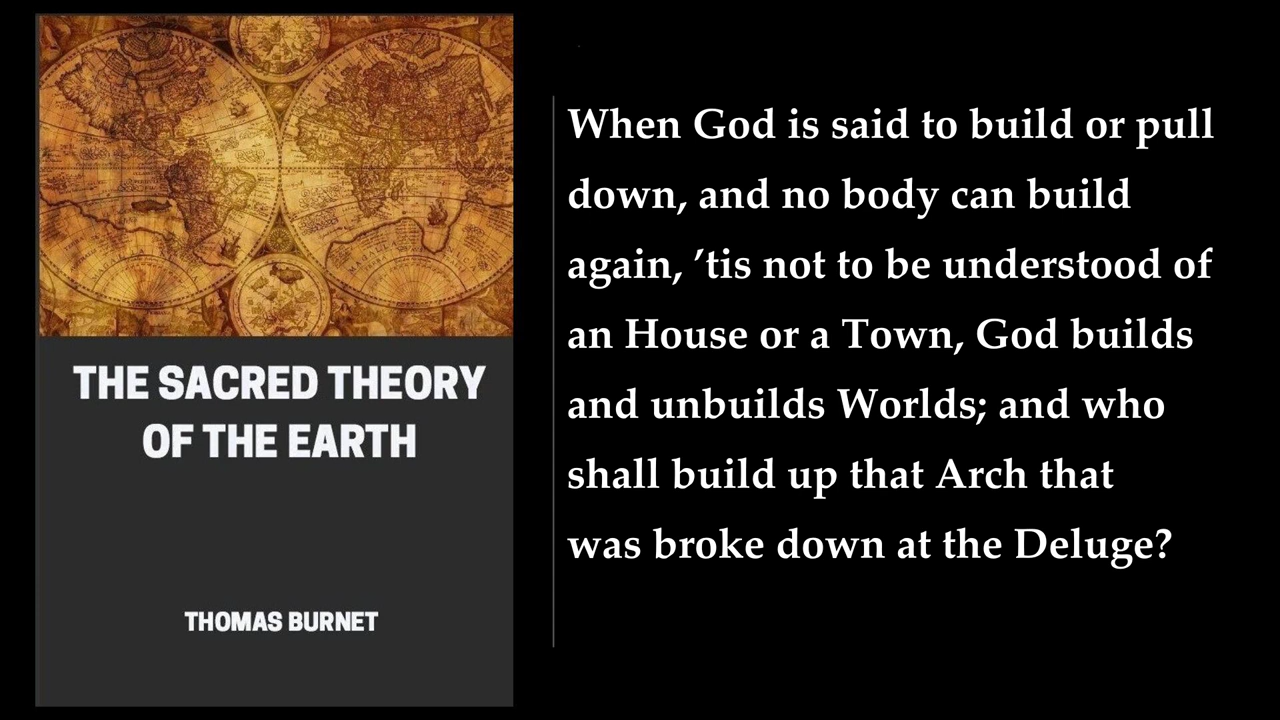 THE SACRED THEORY
OF THE EARTH
THOMAS BURNET
When God is said to build or pull
down, and no body can build
again, ’tis not to be understood of
an House or a Town, God builds
and unbuilds Worlds; and who
shall build up that Arch that
was broke down at the Deluge?